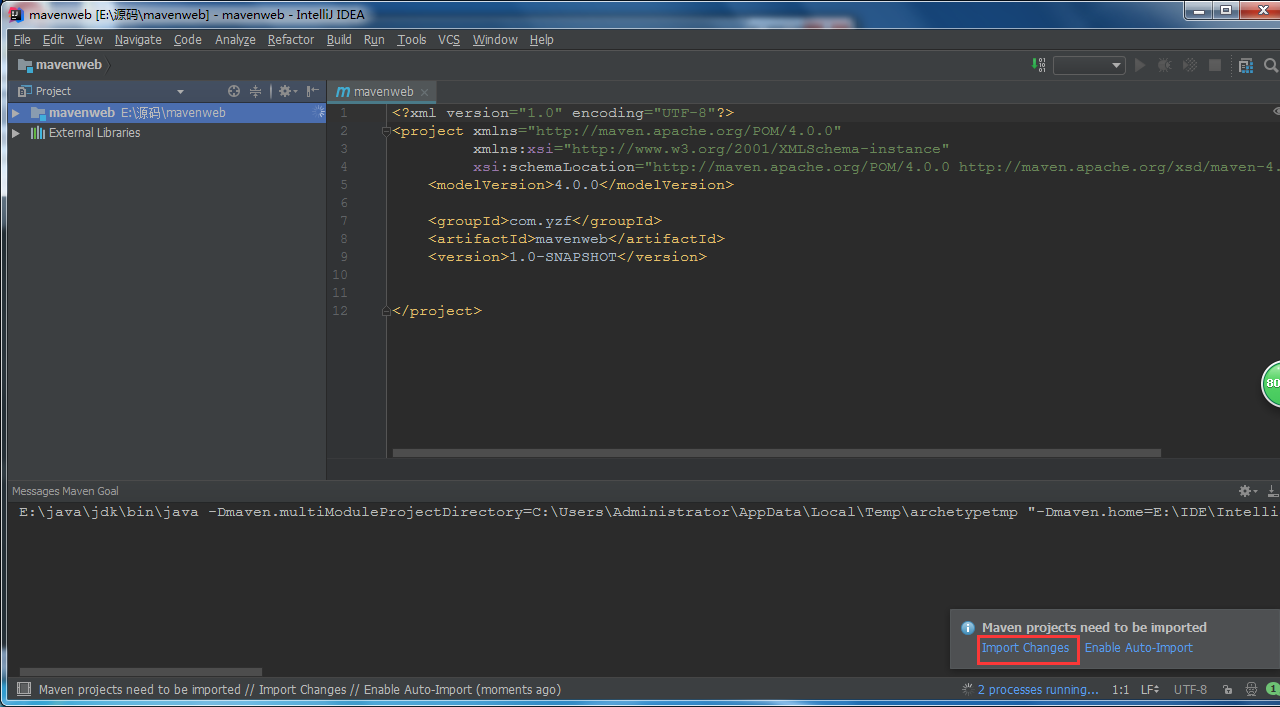 mavenweb [E:\源码\mavenweb] - mavenweb - IntelliJ IDEA
File Edit View Navigate Code Analyze Refactor Build Run Tools VCS Window Help
mavenweb
Project
mavenweb
mavenweb E:\源码\mavenweb
External Libraries
1 <?xml version="1.0" encoding="UTF-8"?>
2 <project xmlns="http://maven.apache.org/POM/4.0.0"
3 xmlns:xsi="http://www.w3.org/2001/XMLSchema-instance"
4 xsi:schemaLocation="http://maven.apache.org/POM/4.0.0 http://maven.apache.org/xsd/maven-4.
5 <modelVersion>4.0.0</modelVersion>
6
7 <groupId>com.yzf</groupId>
8 <artifactId>mavenweb</artifactId>
9 <version>1.0-SNAPSHOT</version>
10
11
12 </project>
80
Messages Maven Goal
E:\java\jdk\bin\java -Dmaven.multiModuleProjectDirectory=C:\Users\Administrator\AppData\Local\Temp\archetypetmp "-Dmaven.home=E:\IDE\Intelli
Maven projects need to be imported
Import Changes Enable Auto-Import
Maven projects need to be imported // Import Changes // Enable Auto-Import (moments ago) 2 processes running... 1:1 LF UTF-8 1